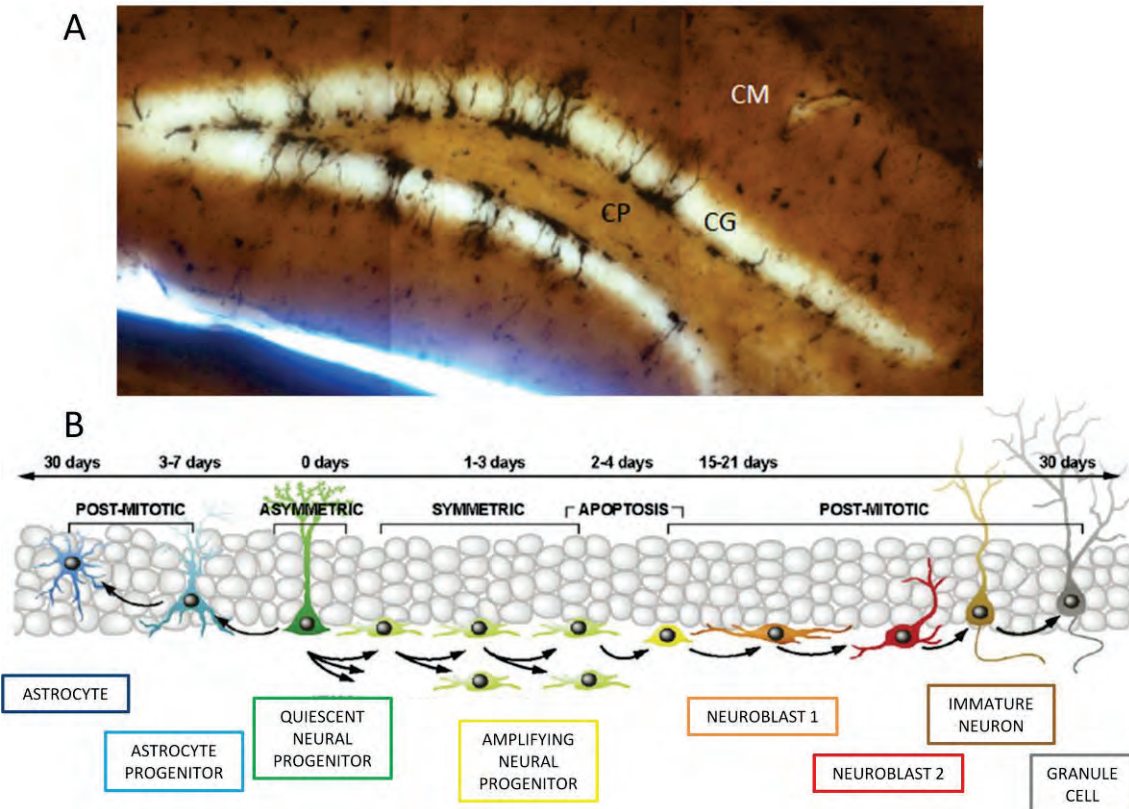 A
CM
CP
CG
B
30 days
3-7 days
0 days
1-3 days
2-4 days
15-21 days
30 days
POST-MITOTIC
ASYMMETRIC
SYMMETRIC
APOPTOSIS
POST-MITOTIC
ASTROCYTE
ASTROCYTE
PROGENITOR
QUIESCENT
NEURAL
PROGENITOR
AMPLIFYING
NEURAL
PROGENITOR
NEUROBLAST 1
NEUROBLAST 2
IMMATURE
NEURON
GRANULE
CELL